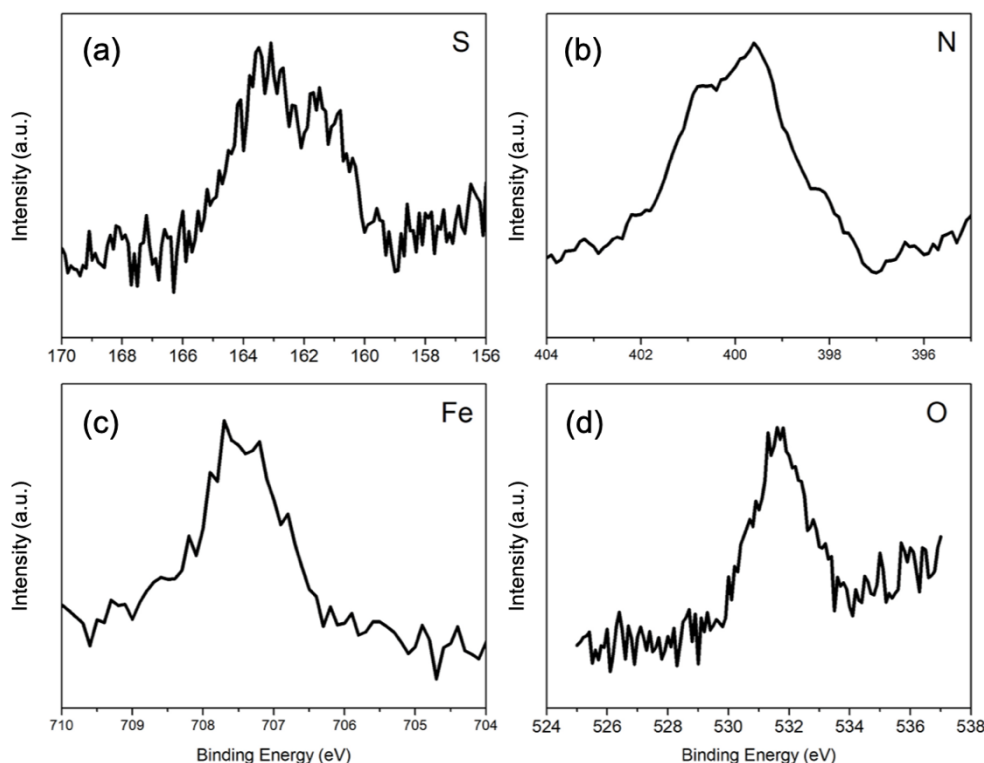 (a) S (b) N
Intensity (a.u.) Intensity (a.u.)
170 168 166 164 162 160 158 156 404 402 400 398 396
(c) Fe (d) O
Intensity (a.u.) Intensity (a.u.)
710 709 708 707 706 705 704 524 526 528 530 532 534 536 538
Binding Energy (eV) Binding Energy (eV)